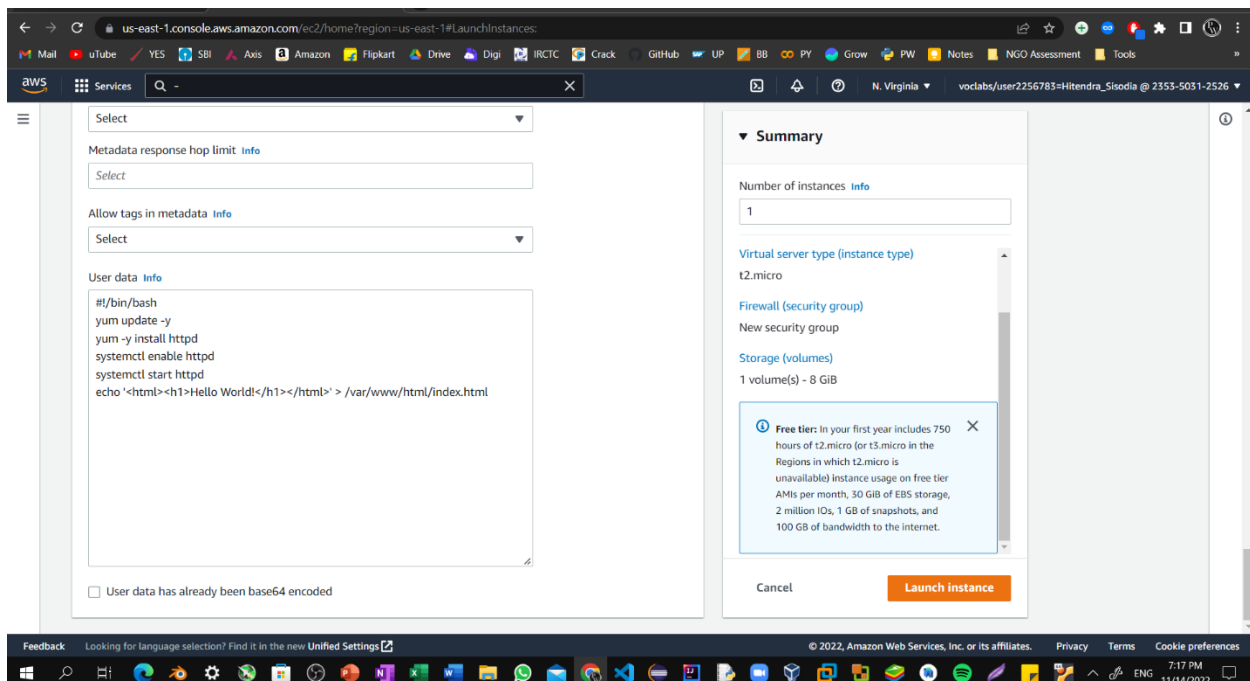 us-east-1.console.aws.amazon.com/ec2/home?region=us-east-1#LaunchInstances:
Mail uTube YES SBI Axis Amazon Flipkart Drive Digi IRCTC Crack GitHub UP BB PY Grow PW Notes NGO Assessment Tools »
aws Services - N. Virginia voclabs/user2256783=Hitendra_Sisodia @ 2353-5031-2526
Select
Metadata response hop limit Info
Select
Allow tags in metadata Info
Select
User data Info
#!/bin/bash
yum update -y
yum -y install httpd
systemctl enable httpd
systemctl start httpd
echo '<html><h1>Hello World!</h1></html>' > /var/www/html/index.html
User data has already been base64 encoded
Summary
Number of instances Info
1
Virtual server type (instance type)
t2.micro
Firewall (security group)
New security group
Storage (volumes)
1 volume(s) - 8 GiB
Free tier: In your first year includes 750
hours of t2.micro (or t3.micro in the
Regions in which t2.micro is
unavailable) instance usage on free tier
AMIs per month, 30 GiB of EBS storage,
2 million IOs, 1 GB of snapshots, and
100 GB of bandwidth to the internet.
Cancel Launch instance
Feedback Looking for language selection? Find it in the new Unified Settings © 2022, Amazon Web Services, Inc. or its affiliates. Privacy Terms Cookie preferences
ENG 7:17 PM
11/14/2022